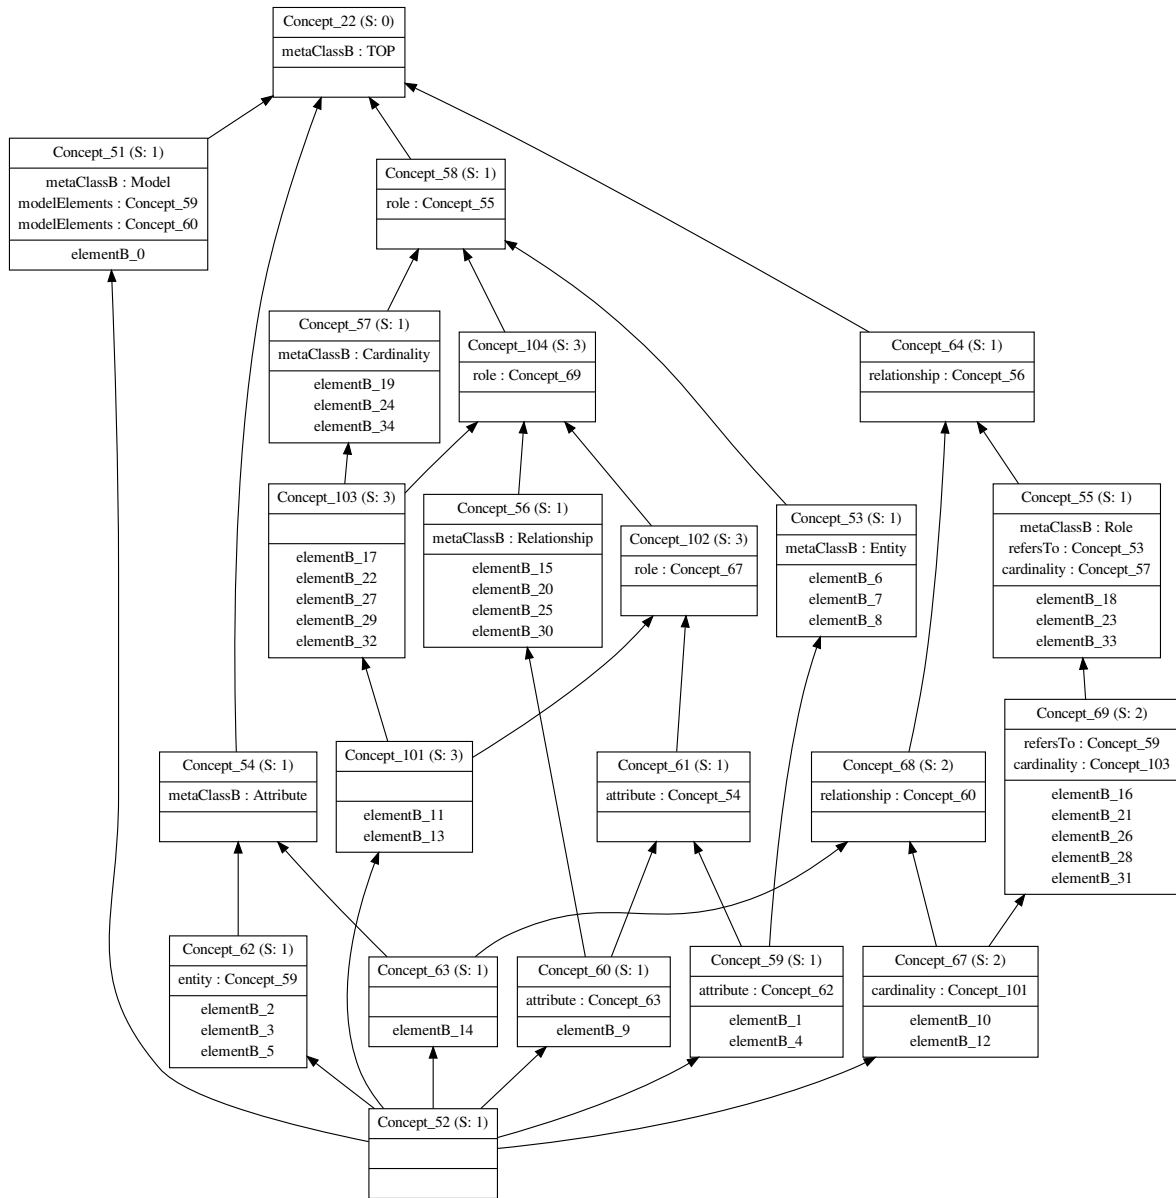 Concept_22 (S: 0)
metaClassB : TOP
Concept_51 (S: 1)
metaClassB : Model
modelElements : Concept_59
modelElements : Concept_60
elementB_0
Concept_58 (S: 1)
role : Concept_55
Concept_57 (S: 1)
metaClassB : Cardinality
elementB_19
elementB_24
elementB_34
Concept_104 (S: 3)
role : Concept_69
Concept_64 (S: 1)
relationship : Concept_56
Concept_103 (S: 3)
elementB_17
elementB_22
elementB_27
elementB_29
elementB_32
Concept_56 (S: 1)
metaClassB : Relationship
elementB_15
elementB_20
elementB_25
elementB_30
Concept_102 (S: 3)
role : Concept_67
Concept_53 (S: 1)
metaClassB : Entity
elementB_6
elementB_7
elementB_8
Concept_55 (S: 1)
metaClassB : Role
refersTo : Concept_53
cardinality : Concept_57
elementB_18
elementB_23
elementB_33
Concept_69 (S: 2)
refersTo : Concept_59
cardinality : Concept_103
elementB_16
elementB_21
elementB_26
elementB_28
elementB_31
Concept_54 (S: 1)
metaClassB : Attribute
Concept_101 (S: 3)
elementB_11
elementB_13
Concept_61 (S: 1)
attribute : Concept_54
Concept_68 (S: 2)
relationship : Concept_60
Concept_62 (S: 1)
entity : Concept_59
elementB_2
elementB_3
elementB_5
Concept_63 (S: 1)
elementB_14
Concept_60 (S: 1)
attribute : Concept_63
elementB_9
Concept_59 (S: 1)
attribute : Concept_62
elementB_1
elementB_4
Concept_67 (S: 2)
cardinality : Concept_101
elementB_10
elementB_12
Concept_52 (S: 1)